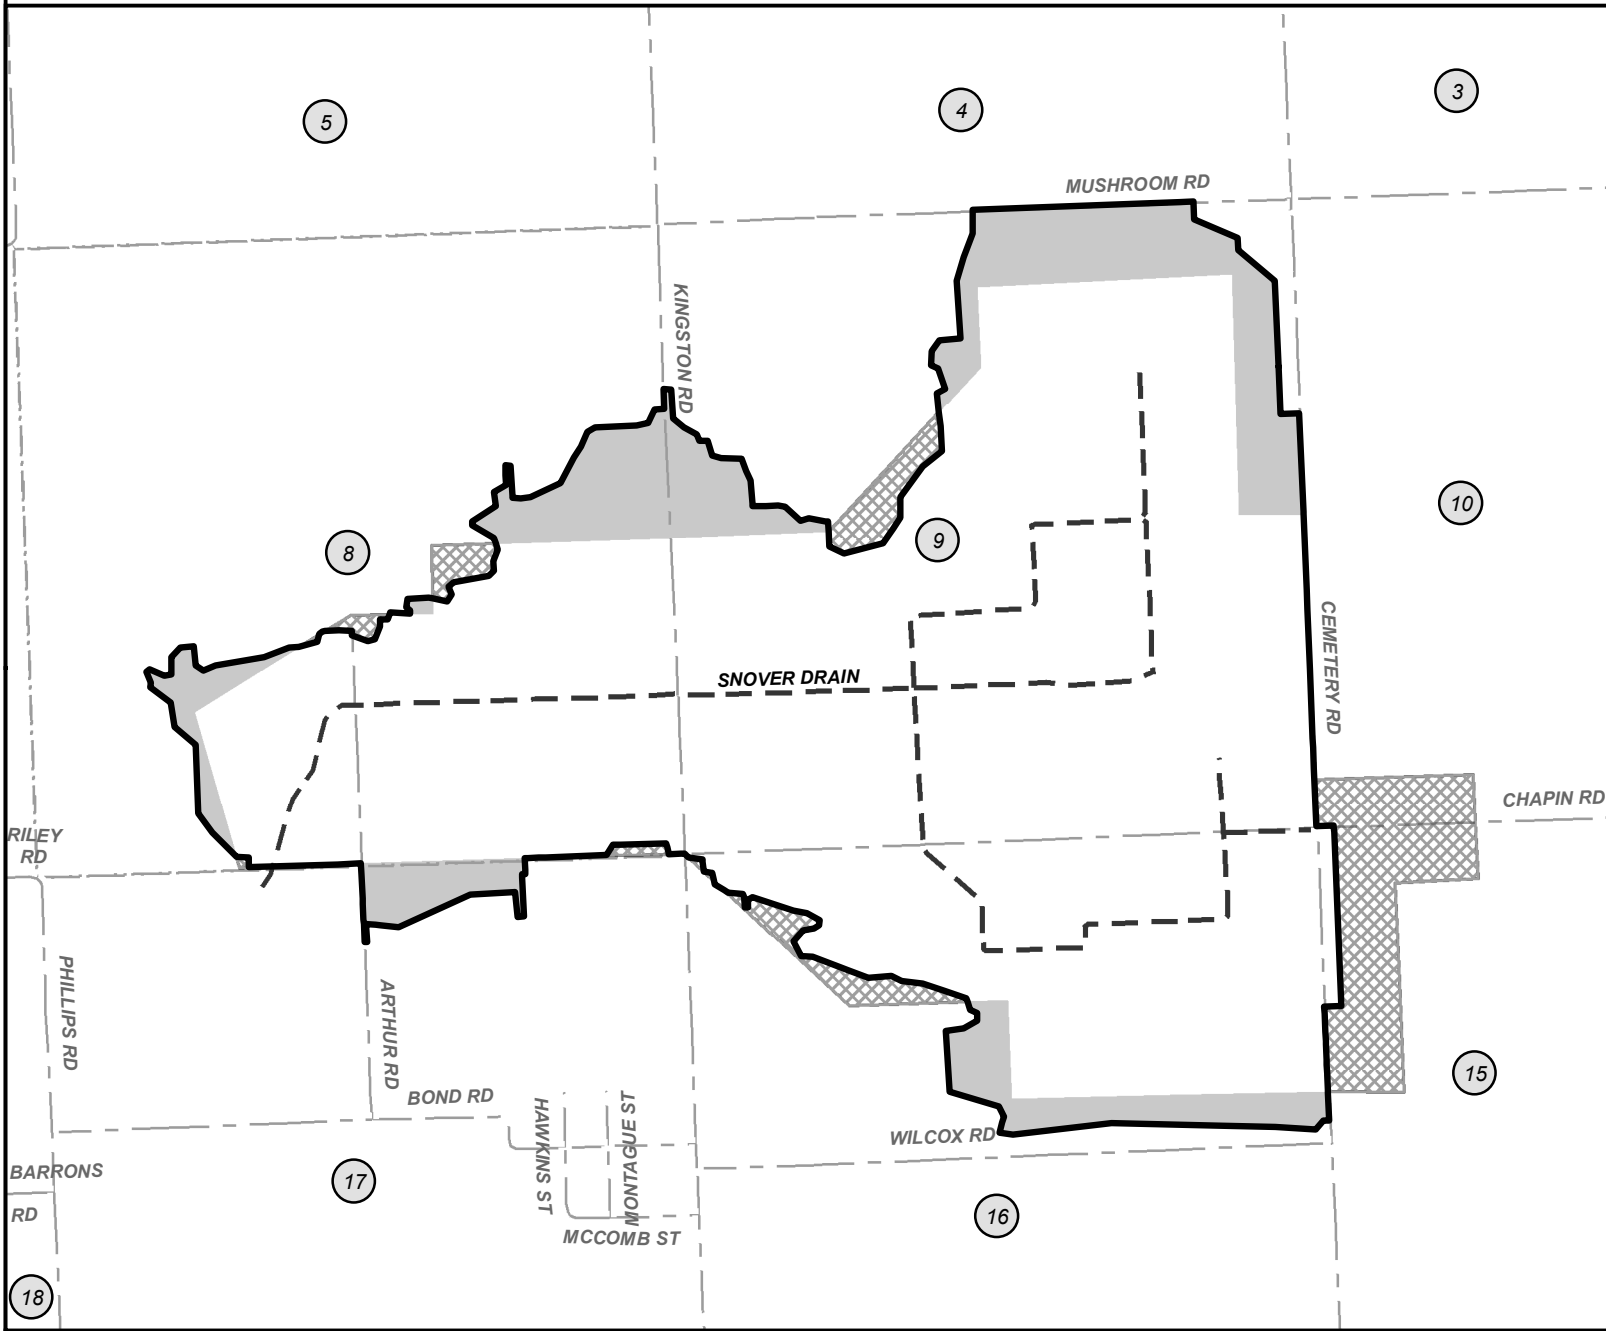 3
4
5
MUSHROOM RD
KINGSTON RD
10
9
8
CEMETERY RD
SNOVER DRAIN
CHAPIN RD
RILEY
RD
PHILLIPS RD
ARTHUR RD
15
BOND RD
HAWKINS ST
MONTAGUE ST
WILCOX RD
BARRONS
RD
17
16
MCCOMB ST
18